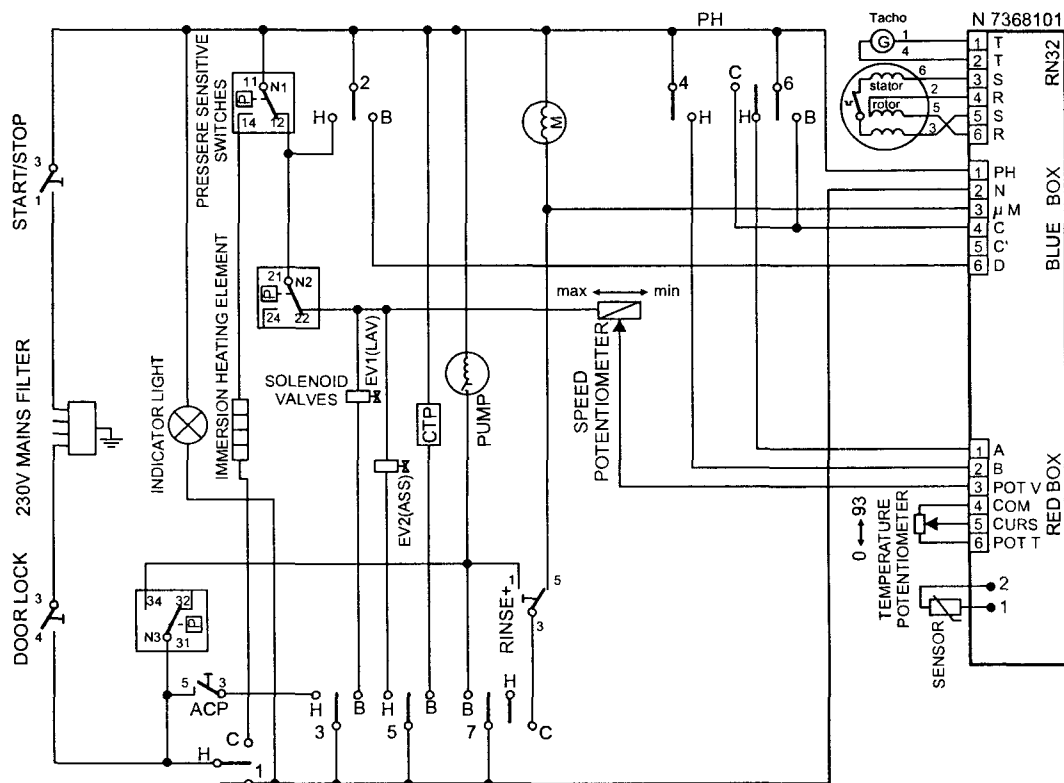 PH
Tacho
N 7368101
G
1
4
1 T
2 T
3 S
4 R
5 S
6 R
RN32
6
2
5
3
stator
rotor
PRESSERE SENSITIVE
SWITCHES
11
N1
P
14
12
2
H
B
M
4
H
C
6
B
START/STOP
3
1
1 PH
2 N
3 µ M
4 C
5 C'
6 D
BLUE BOX
21
N2
P
24
22
max
min
SPEED
POTENTIOMETER
230V MAINS FILTER
INDICATOR LIGHT
IMMERSION HEATING ELEMENT
SOLENOID
VALVES
EV1(LAV)
EV2(ASS)
CTP
PUMP
1 A
2 B
3 POT V
4 COM
5 CURS
6 POT T
RED BOX
0
93
TEMPERATURE
POTENTIOMETER
2
1
SENSOR
DOOR LOCK
3
4
34
32
N3
31
P
RINSE+
1
5
3
5
3
ACP
H
3
B
H
5
B
B
7
H
C
C
H
1